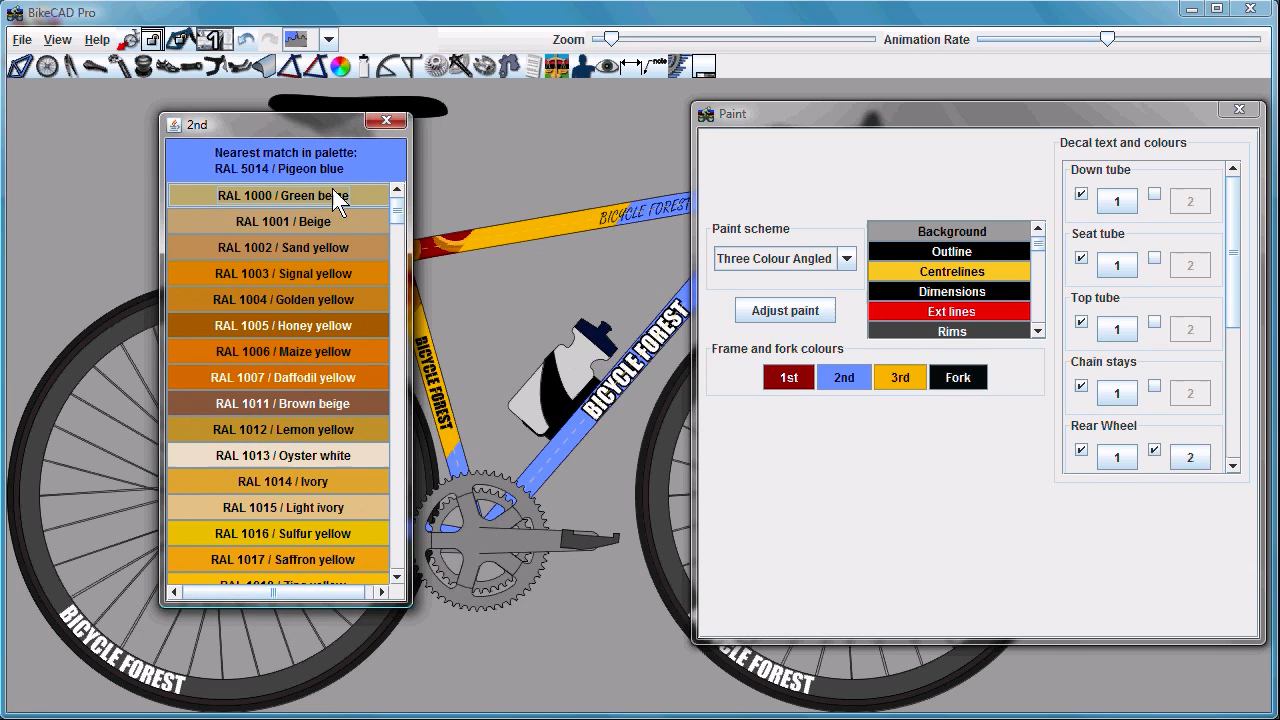 BikeCAD Pro
File View Help
Zoom
Animation Rate
note
2nd
Nearest match in palette:
RAL 5014 / Pigeon blue
RAL 1000 / Green beige
RAL 1001 / Beige
RAL 1002 / Sand yellow
RAL 1003 / Signal yellow
RAL 1004 / Golden yellow
RAL 1005 / Honey yellow
RAL 1006 / Maize yellow
RAL 1007 / Daffodil yellow
RAL 1011 / Brown beige
RAL 1012 / Lemon yellow
RAL 1013 / Oyster white
RAL 1014 / Ivory
RAL 1015 / Light ivory
RAL 1016 / Sulfur yellow
RAL 1017 / Saffron yellow
BICYCLE FOREST
BICYCLE FOREST
BICYCLE FOREST
BICYCLE FOREST
BICYCLE FOREST
Paint
Paint scheme
Three Colour Angled
Adjust paint
Background
Outline
Centrelines
Dimensions
Ext lines
Rims
Frame and fork colours
1st 2nd 3rd Fork
Decal text and colours
Down tube
1 2
Seat tube
1 2
Top tube
1 2
Chain stays
1 2
Rear Wheel
1 2